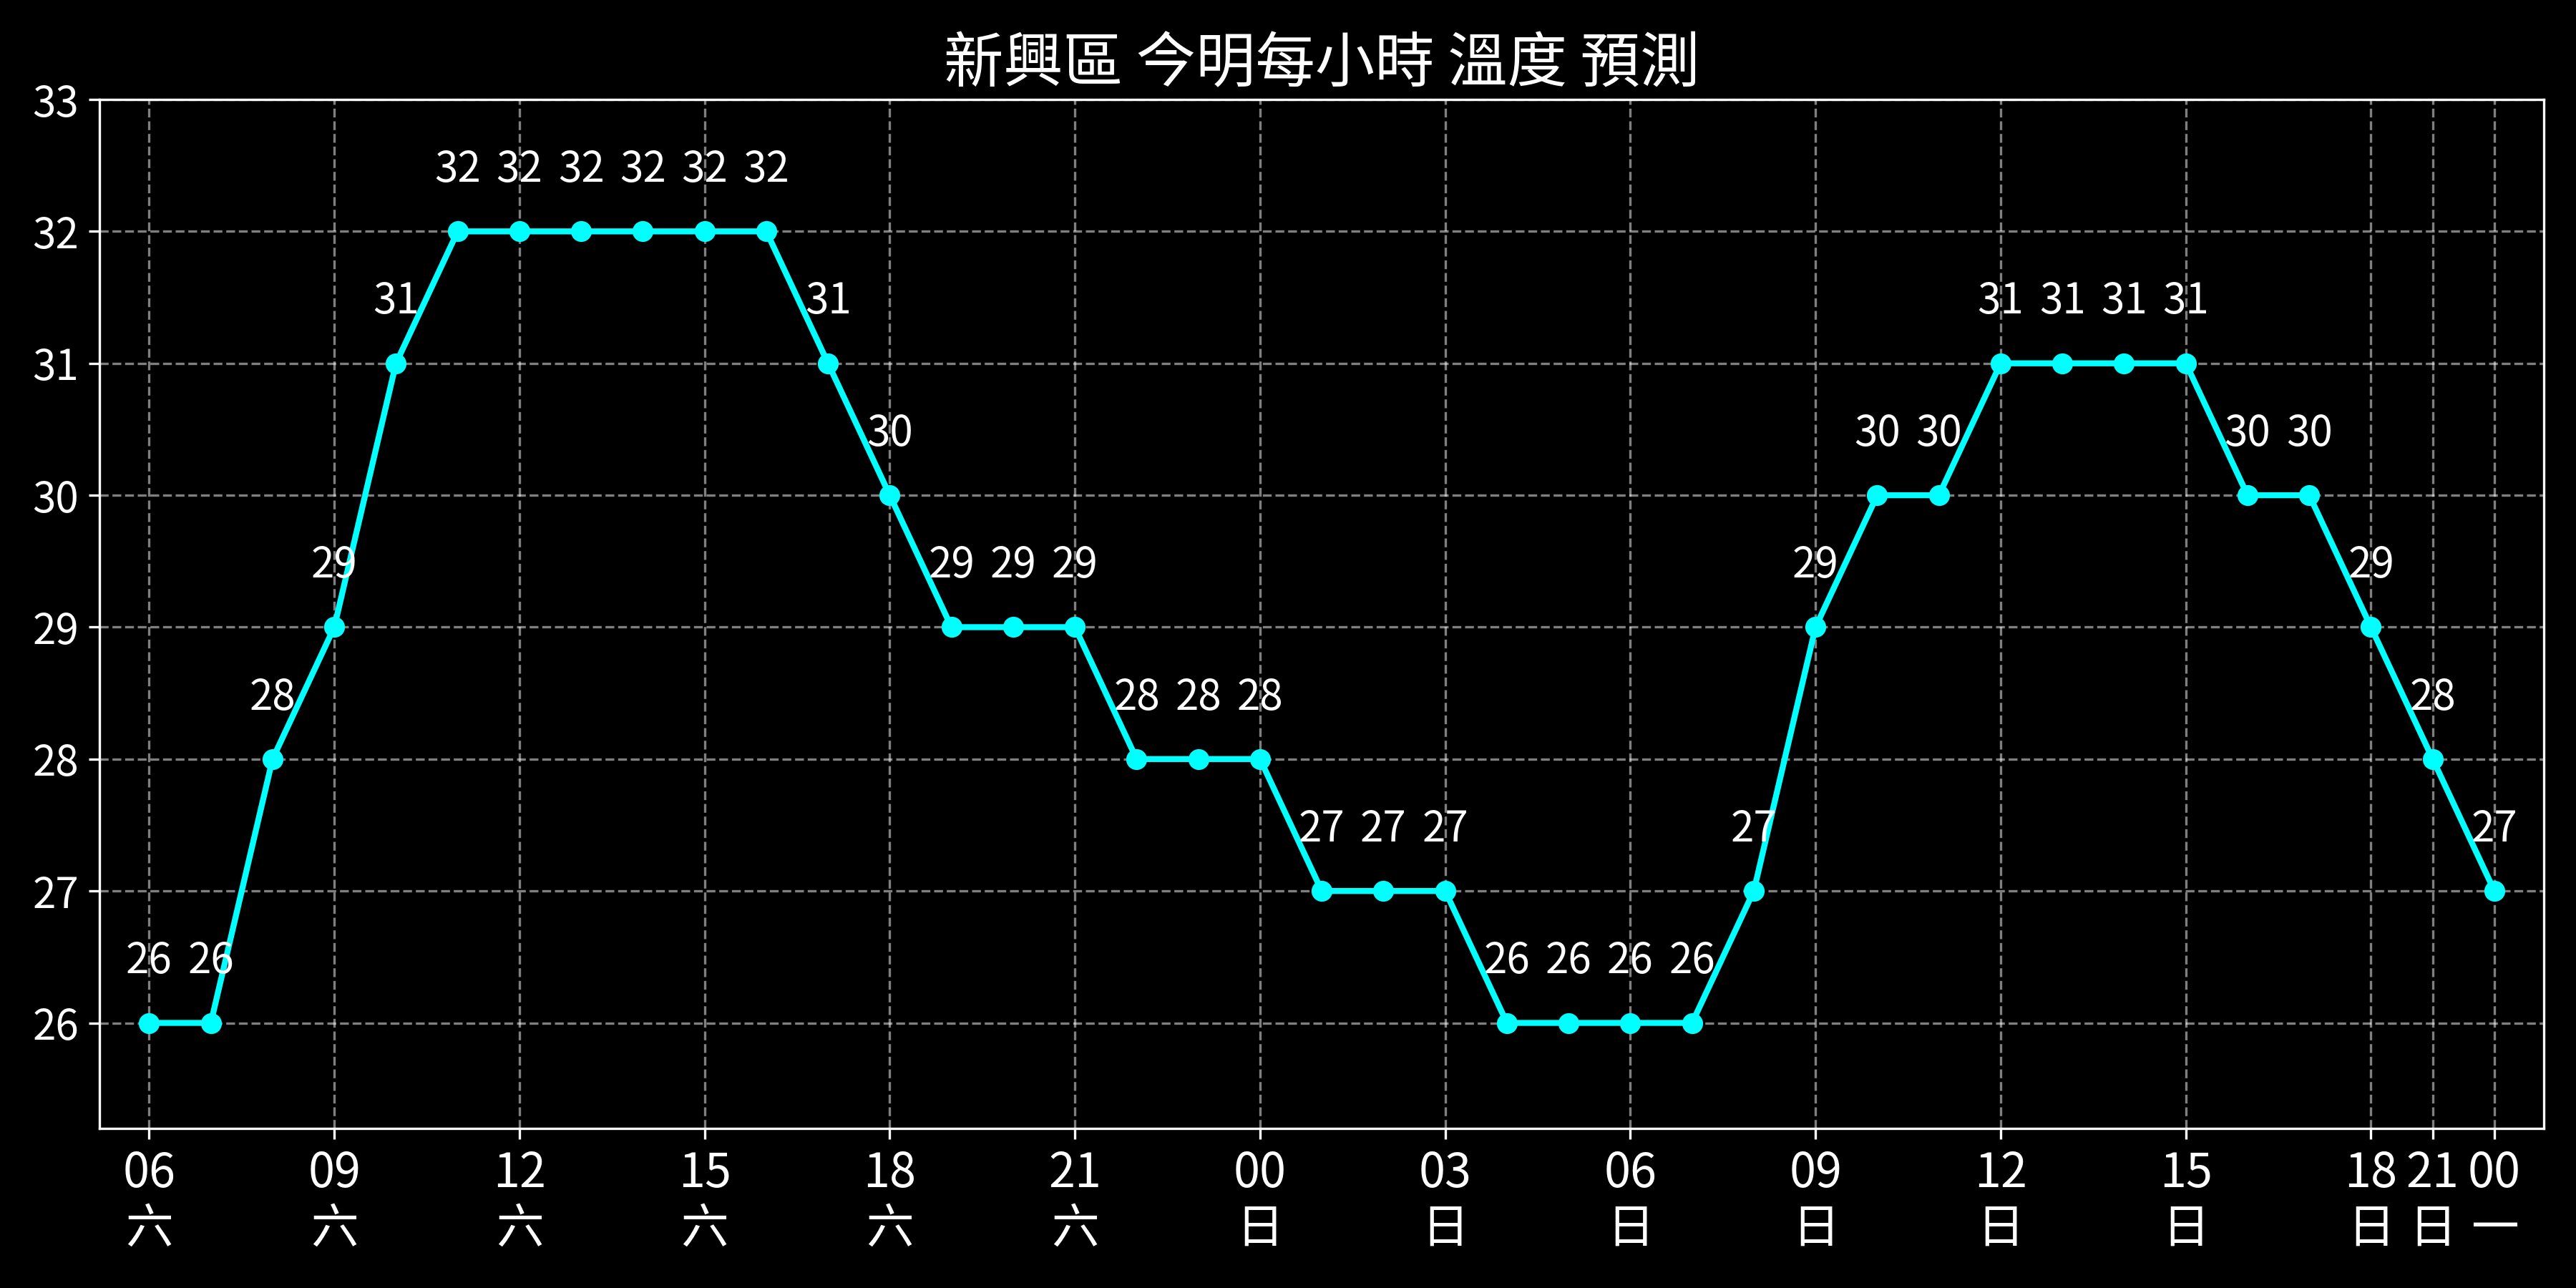 新興區 今明每小時 溫度 預測
33
32 32 32 32 32 32
32
31 31 31 31 31 31
31
30 30 30 30 30
30
29 29 29 29 29 29
29
28 28 28 28 28
28
27 27 27 27 27
27
26 26 26 26 26 26
26
06 09 12 15 18 21 00 03 06 09 12 15 18 21 00
六 六 六 六 六 六 日 日 日 日 日 日 日 日 一